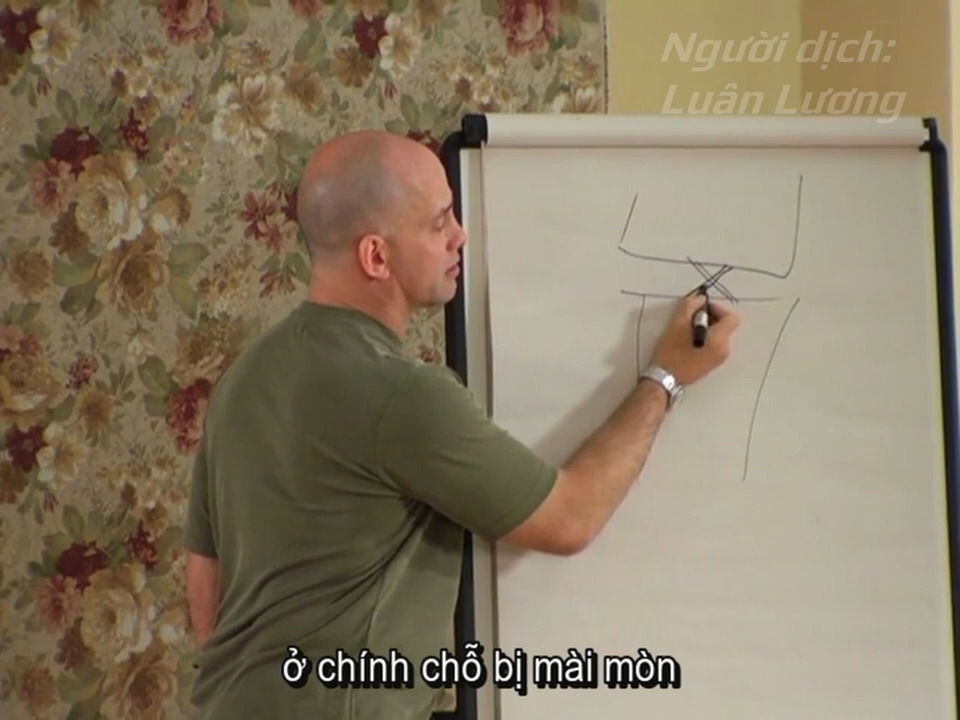 Người dịch:
Luân Lương
ở chính chỗ bị mài mòn